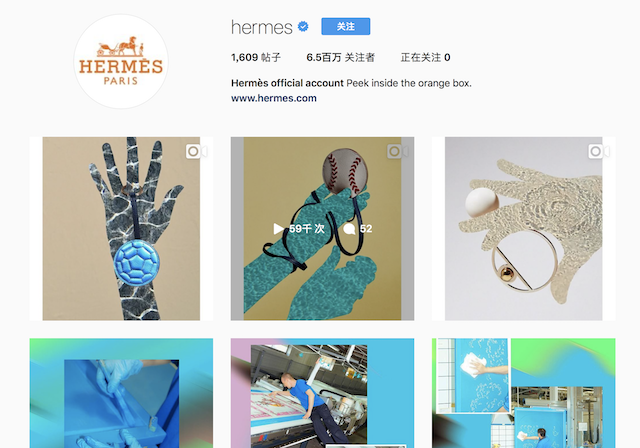 HERMÈS
PARIS
hermes
关注
1,609 帖子
6.5百万 关注者
正在关注 0
Hermès official account Peek inside the orange box.
www.hermes.com
59千 次
52